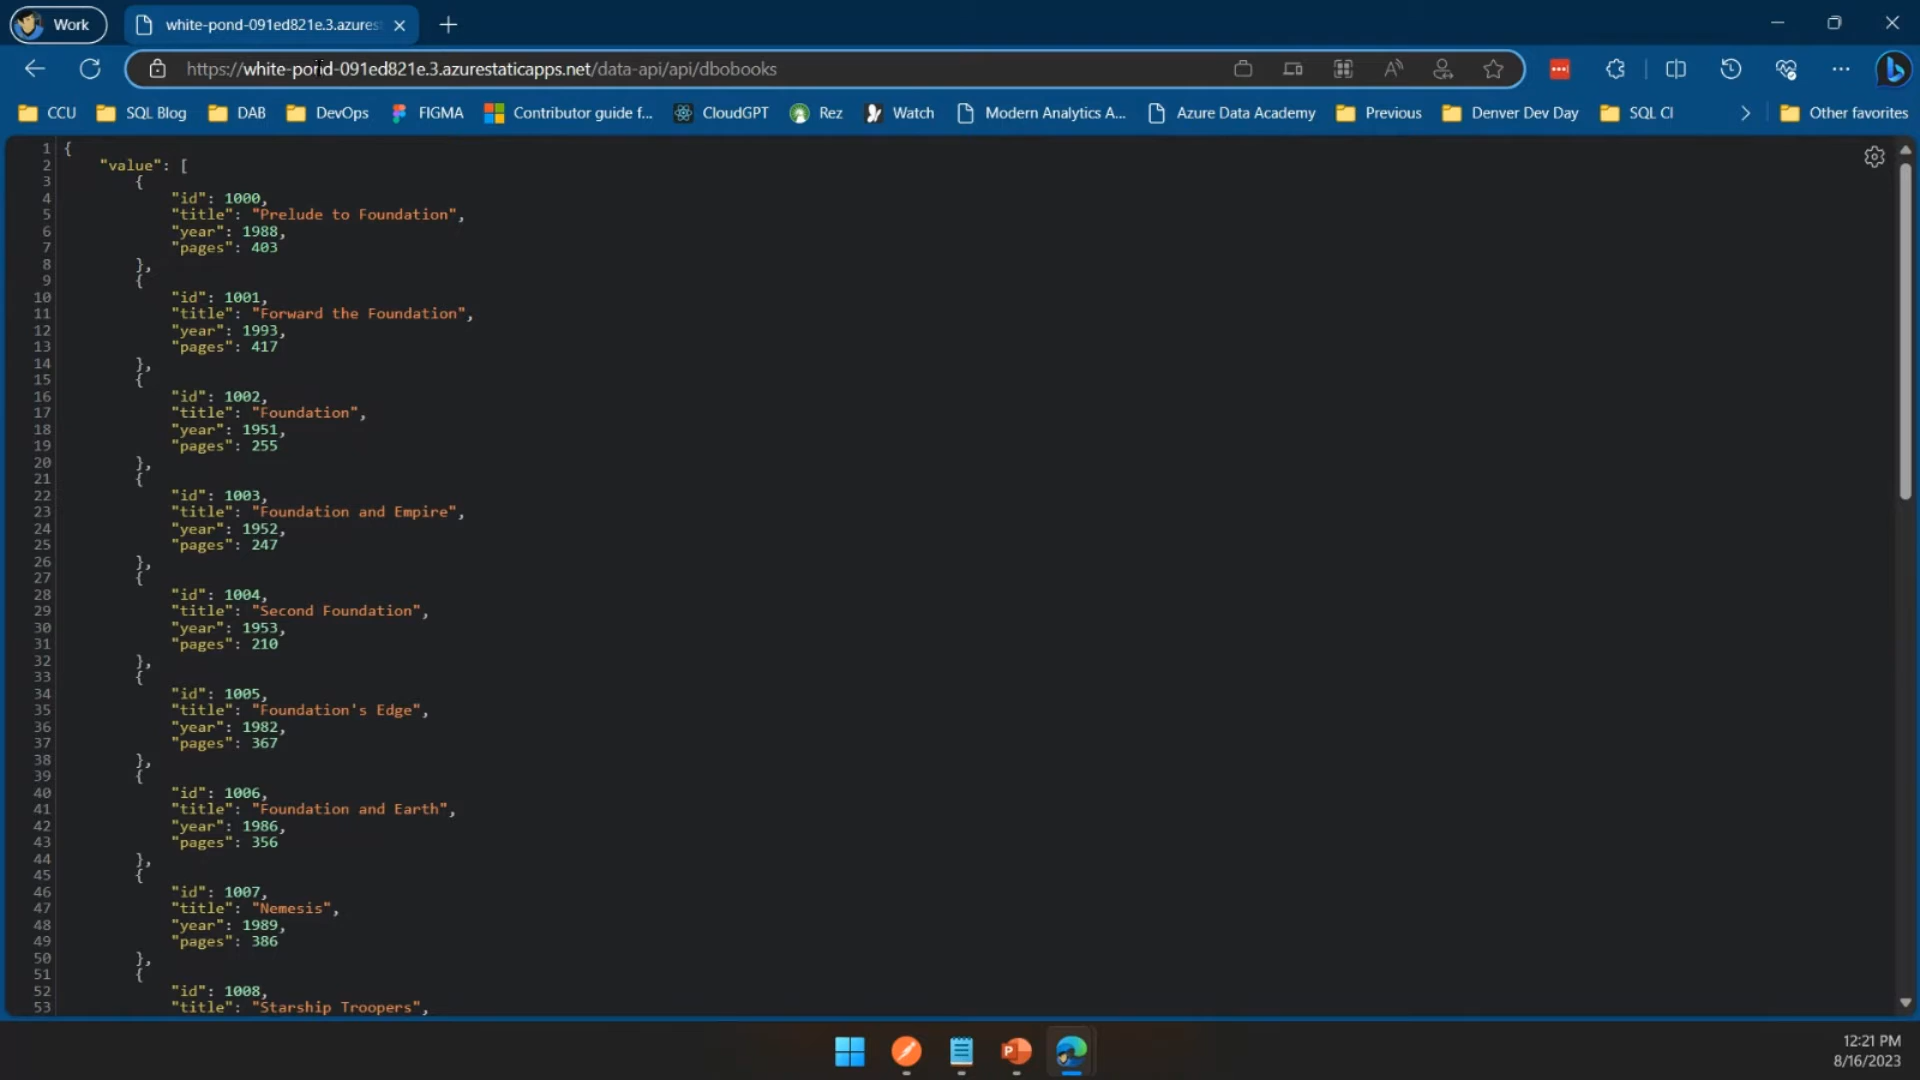 Work
white-pond-091ed821e.3.azures
https://white-pond-091ed821e.3.azurestaticapps.net/data-api/api/dbobooks
CCU SQL Blog DAB DevOps FIGMA Contributor guide f... CloudGPT Rez Watch Modern Analytics A... Azure Data Academy Previous Denver Dev Day SQL CI Other favorites
1 {
2 "value": [
3 {
4 "id": 1000,
5 "title": "Prelude to Foundation",
6 "year": 1988,
7 "pages": 403
8 },
9 {
10 "id": 1001,
11 "title": "Forward the Foundation",
12 "year": 1993,
13 "pages": 417
14 },
15 {
16 "id": 1002,
17 "title": "Foundation",
18 "year": 1951,
19 "pages": 255
20 },
21 {
22 "id": 1003,
23 "title": "Foundation and Empire",
24 "year": 1952,
25 "pages": 247
26 },
27 {
28 "id": 1004,
29 "title": "Second Foundation",
30 "year": 1953,
31 "pages": 210
32 },
33 {
34 "id": 1005,
35 "title": "Foundation's Edge",
36 "year": 1982,
37 "pages": 367
38 },
39 {
40 "id": 1006,
41 "title": "Foundation and Earth",
42 "year": 1986,
43 "pages": 356
44 },
45 {
46 "id": 1007,
47 "title": "Nemesis",
48 "year": 1989,
49 "pages": 386
50 },
51 {
52 "id": 1008,
53 "title": "Starship Troopers",
12:21 PM
8/16/2023